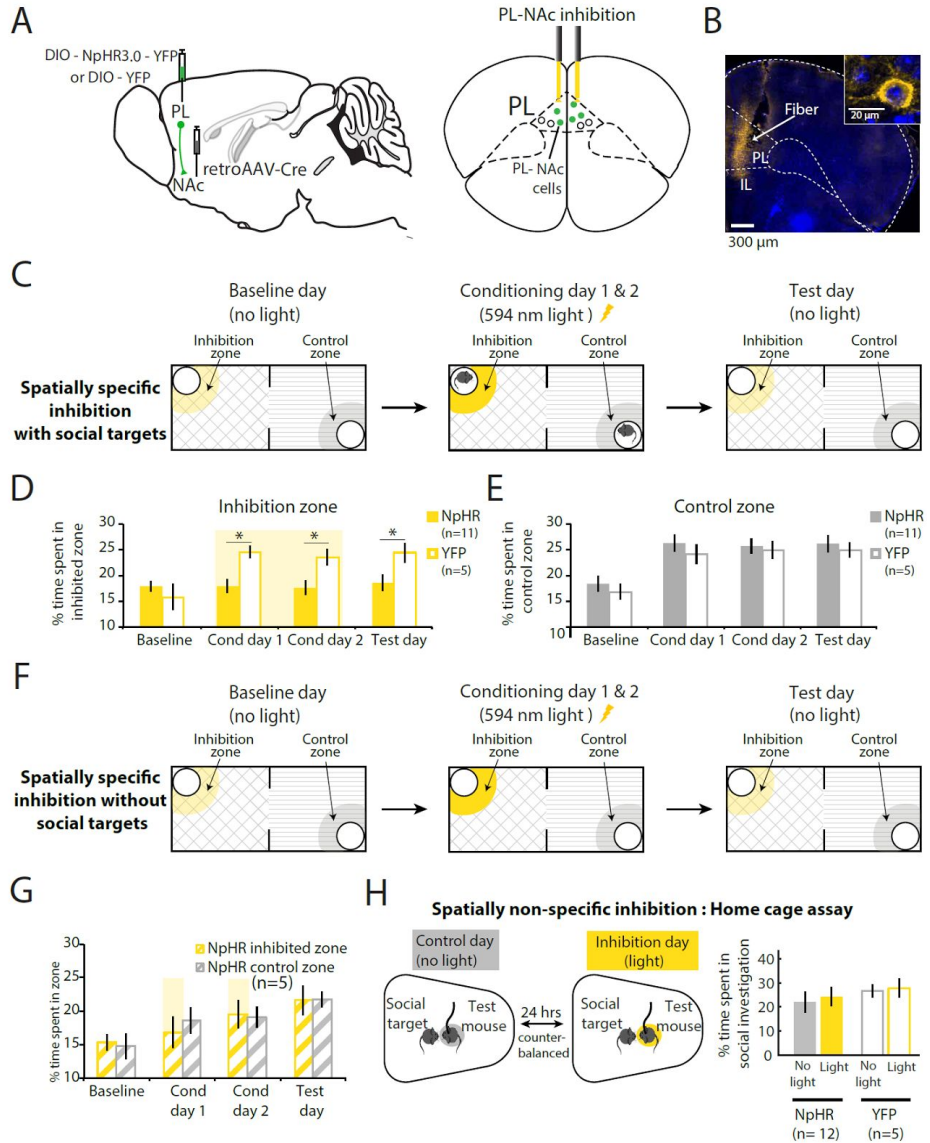 A
DIO - NpHR3.0 - YFP
or DIO - YFP
PL
NAc
retroAAV-Cre
PL-NAc inhibition
PL
PL- NAc
cells
B
20 µm
Fiber
PL
IL
300 µm
C
Baseline day
(no light)
Conditioning day 1 & 2
(594 nm light )
Test day
(no light)
Inhibition
zone
Control
zone
Inhibition
zone
Control
zone
Inhibition
zone
Control
zone
Spatially specific
inhibition
with social targets
D
Inhibition zone
NpHR
(n=11)
YFP
(n=5)
% time spent in
inhibited zone
30
25
20
15
10
*
*
*
Baseline
Cond day 1
Cond day 2
Test day
E
Control zone
NpHR
(n=11)
YFP
(n=5)
% time spent in
control zone
30
25
20
15
10
Baseline
Cond day 1
Cond day 2
Test day
F
Baseline day
(no light)
Conditioning day 1 & 2
(594 nm light )
Test day
(no light)
Inhibition
zone
Control
zone
Inhibition
zone
Control
zone
Inhibition
zone
Control
zone
Spatially specific
inhibition without
social targets
G
NpHR inhibited zone
NpHR control zone
(n=5)
% time spent in zone
30
25
20
15
10
Baseline
Cond
day 1
Cond
day 2
Test
day
H
Spatially non-specific inhibition : Home cage assay
Control day
(no light)
Inhibition day
(light)
Social
target
Test
mouse
24 hrs
counter-
balanced
Social
target
Test
mouse
% time spent in
social investigation
50
40
30
20
10
0
No
light
Light
No
light
Light
NpHR
(n= 12)
YFP
(n=5)